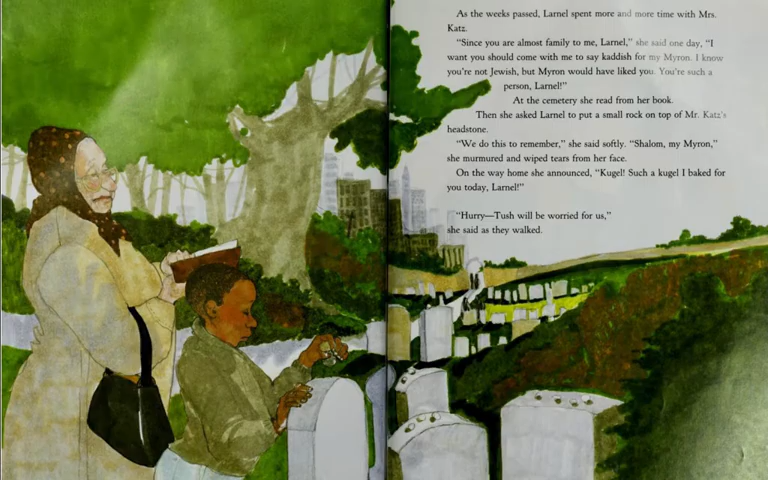 As the weeks passed, Larnel spent more and more time with Mrs.
Katz.
"Since you are almost family to me, Larnel," she said one day, "I
want you should come with me to say kaddish for my Myron. I know
you're not Jewish, but Myron would have liked you. You're such a
person, Larnel!"
At the cemetery she read from her book.
Then she asked Larnel to put a small rock on top of Mr. Katz's
headstone.
"We do this to remember," she said softly. "Shalom, my Myron,"
she murmured and wiped tears from her face.
On the way home she announced, "Kugel! Such a kugel I baked for
you today, Larnel!"
"Hurry—Tush will be worried for us,"
she said as they walked.